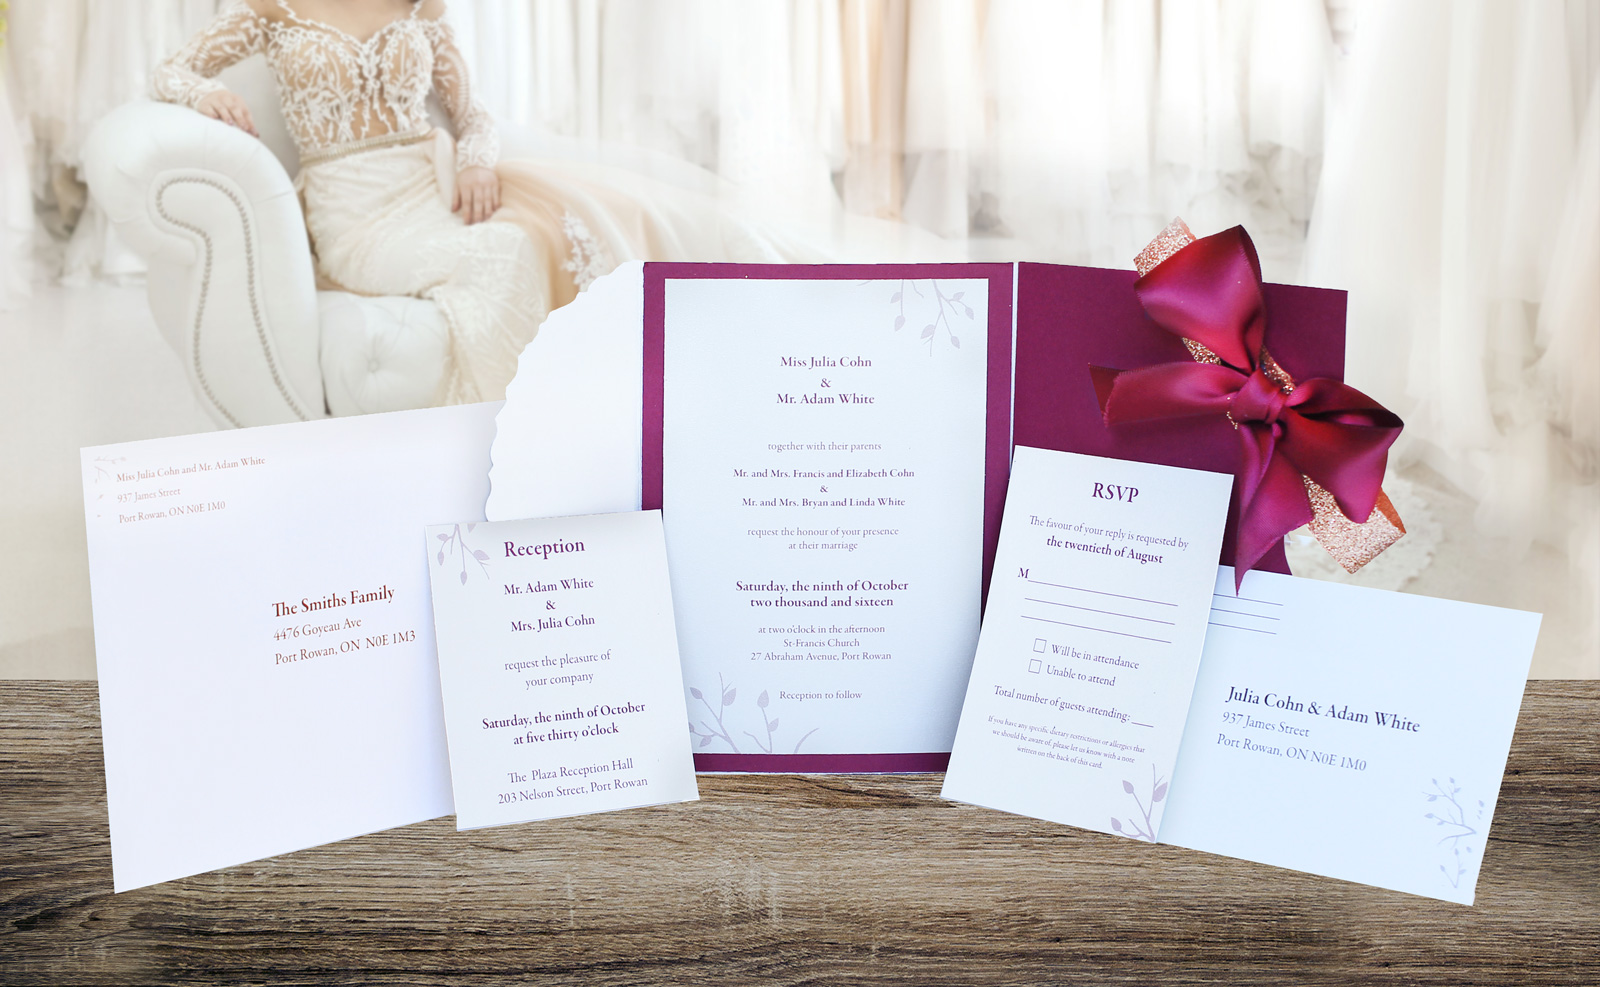 Miss Julia Cohn and Mr. Adam White
937 James Street
Port Rowan, ON N0E 1M0
The Smiths Family
4476 Goyeau Ave
Port Rowan, ON N0E 1M3
Reception
Mr. Adam White
&
Mrs. Julia Cohn
request the pleasure of
your company
Saturday, the ninth of October
at five thirty o'clock
The Plaza Reception Hall
203 Nelson Street, Port Rowan
Miss Julia Cohn
&
Mr. Adam White
together with their parents
Mr. and Mrs. Francis and Elizabeth Cohn
&
Mr. and Mrs. Bryan and Linda White
request the honour of your presence
at their marriage
Saturday, the ninth of October
two thousand and sixteen
at two o'clock in the afternoon
St-Francis Church
27 Abraham Avenue, Port Rowan
Reception to follow
RSVP
The favour of your reply is requested by
the twentieth of August
M
Will be in attendance
Unable to attend
Total number of guests attending:___
If you have any specific dietary restrictions or allergies that
we should be aware of, please let us know with a note
written on the back of this card.
Julia Cohn & Adam White
937 James Street
Port Rowan, ON N0E 1M0